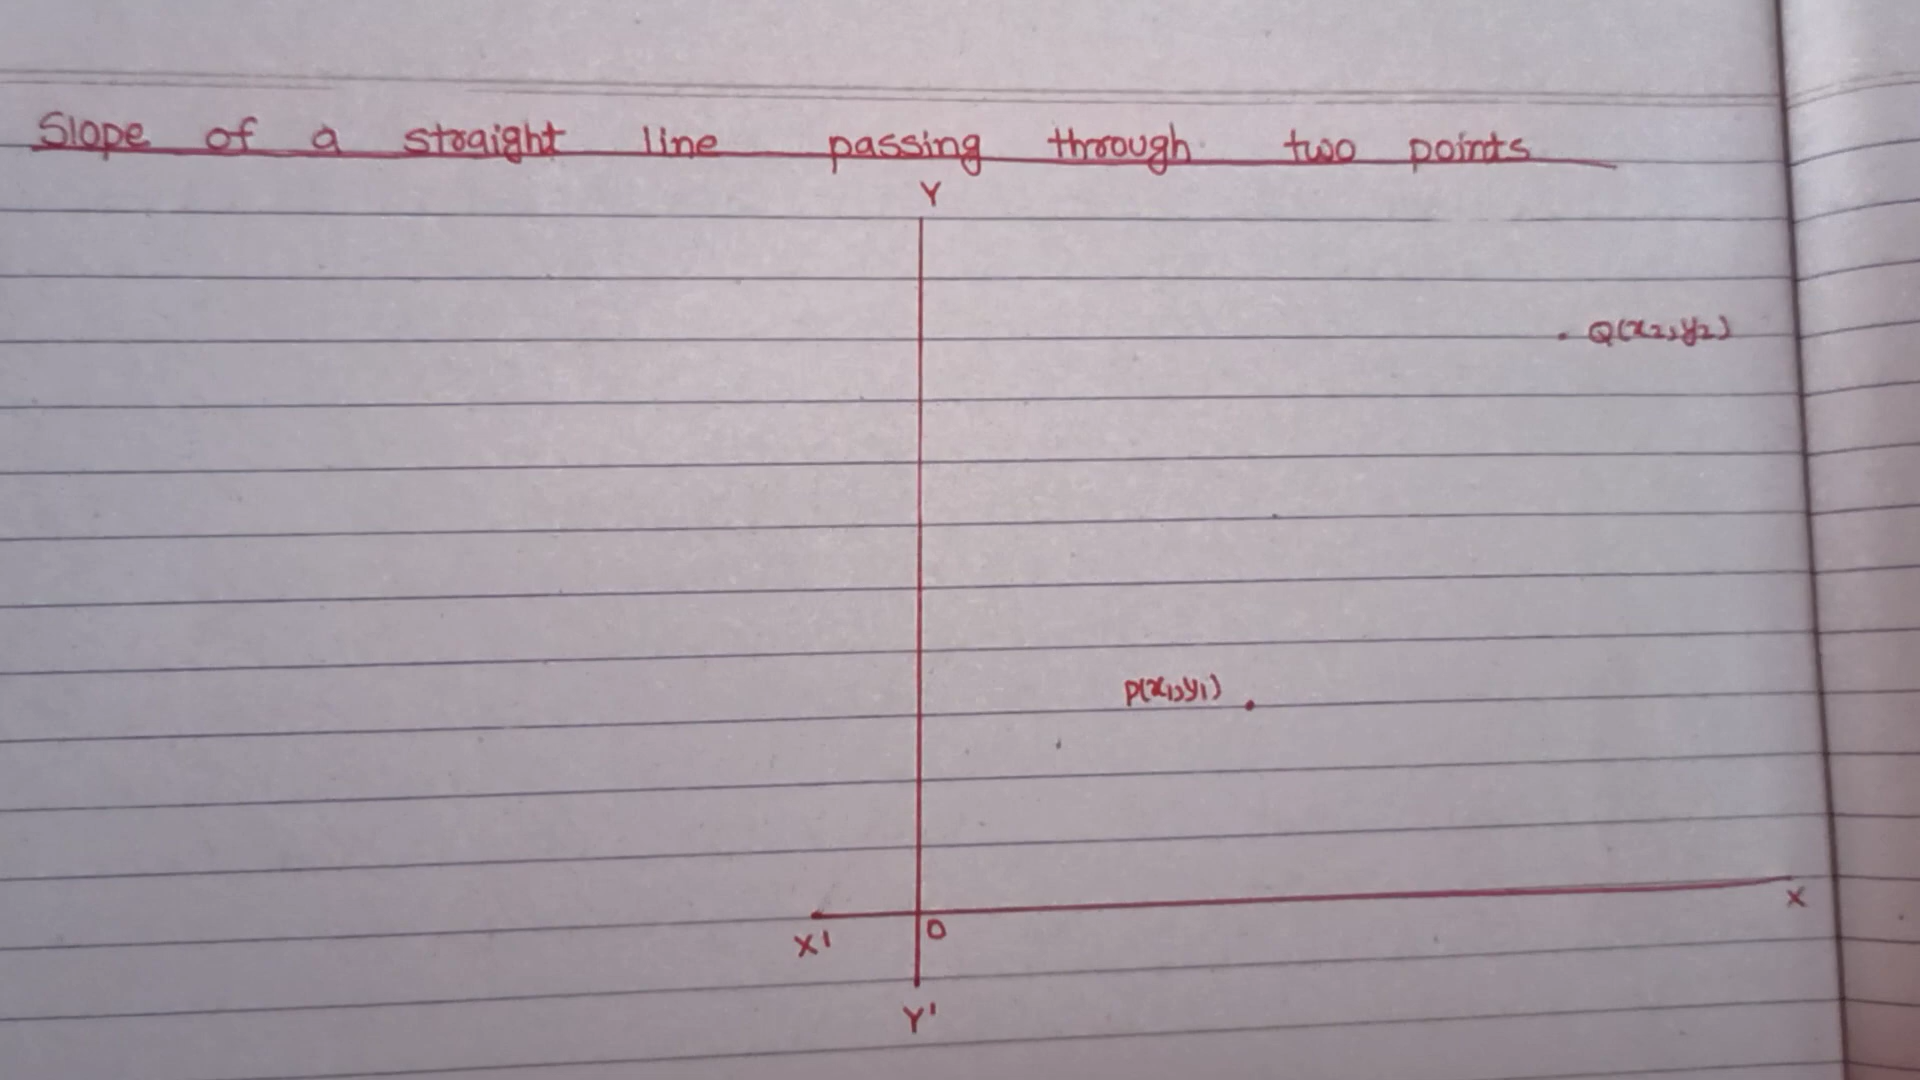 Slope of a straight line passing through two points
Y
Q(x₂,y₂)
P(x₁,y₁)
X
X' O
Y'